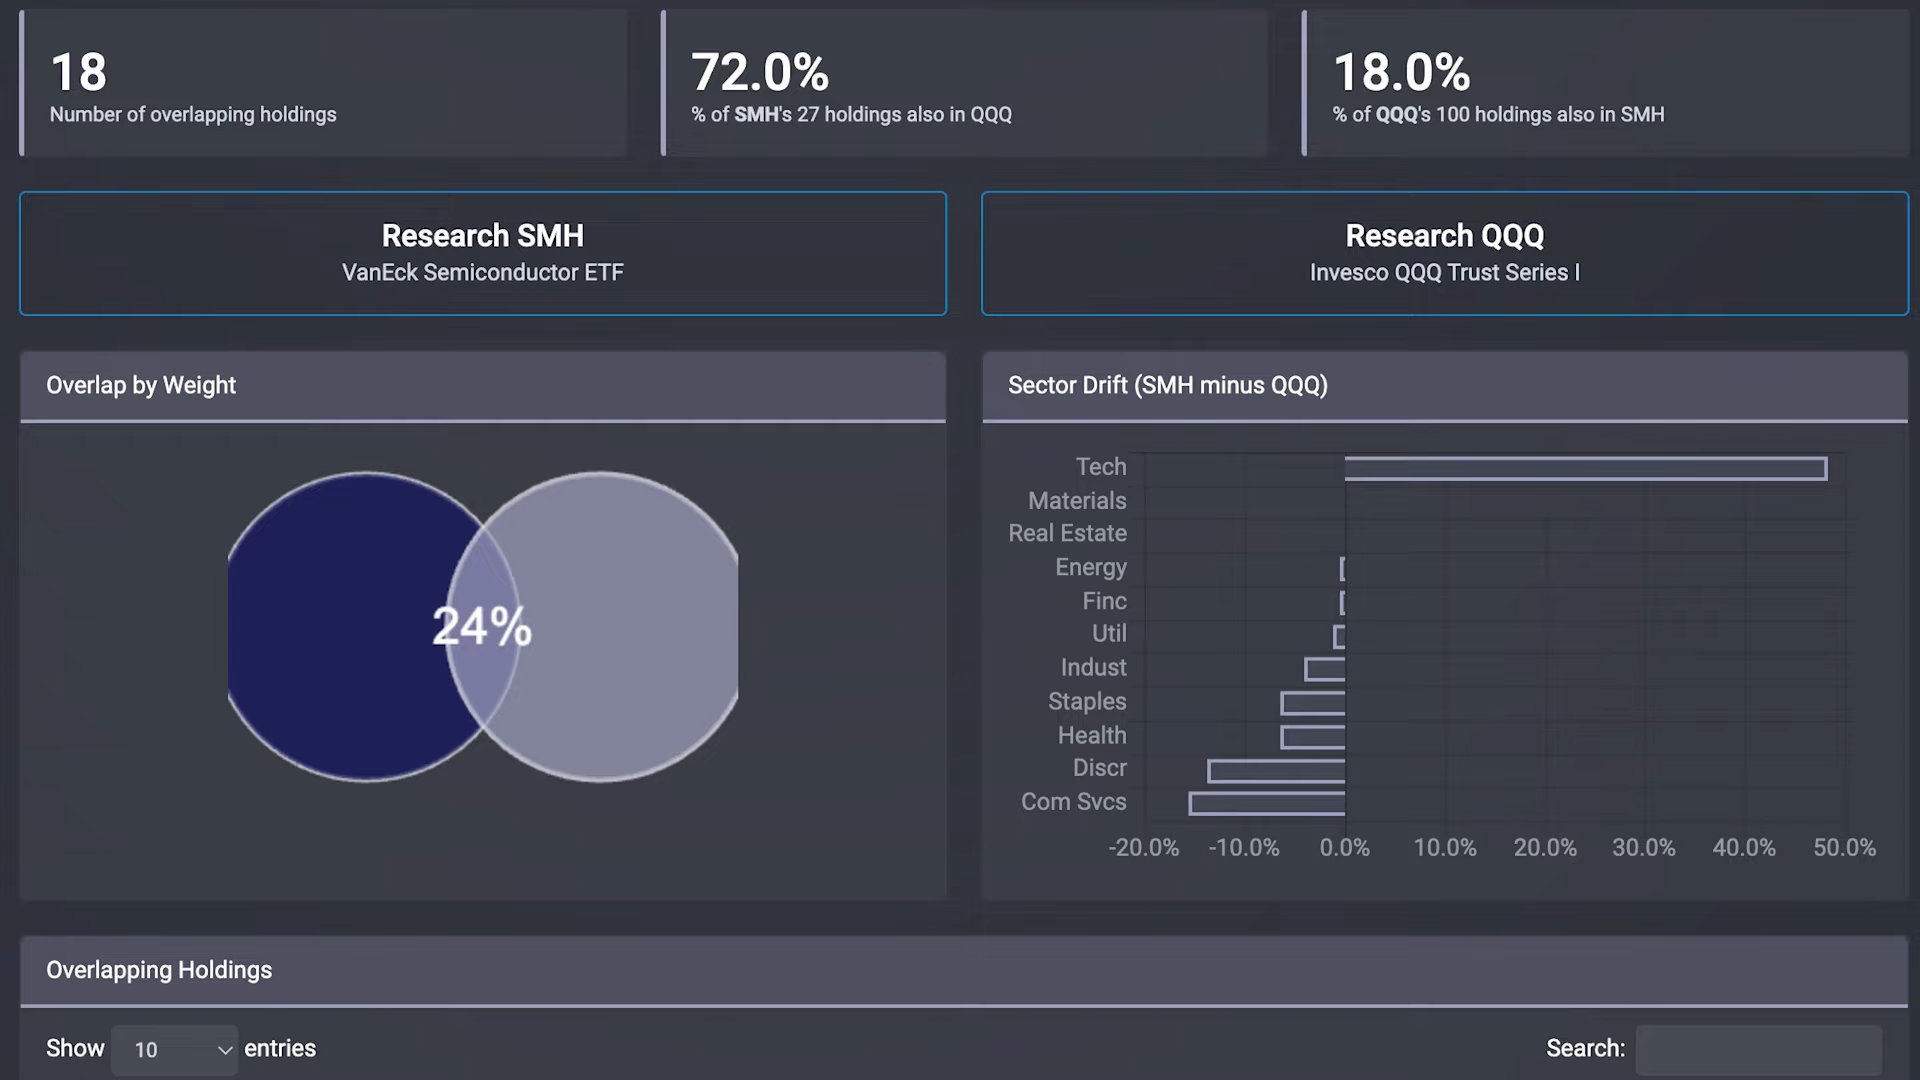 18
Number of overlapping holdings
72.0%
% of SMH's 27 holdings also in QQQ
18.0%
% of QQQ's 100 holdings also in SMH
Research SMH
VanEck Semiconductor ETF
Research QQQ
Invesco QQQ Trust Series I
Overlap by Weight
24%
Sector Drift (SMH minus QQQ)
Tech
Materials
Real Estate
Energy
Finc
Util
Indust
Staples
Health
Discr
Com Svcs
-20.0% -10.0% 0.0% 10.0% 20.0% 30.0% 40.0% 50.0%
Overlapping Holdings
Show 10 entries
Search: